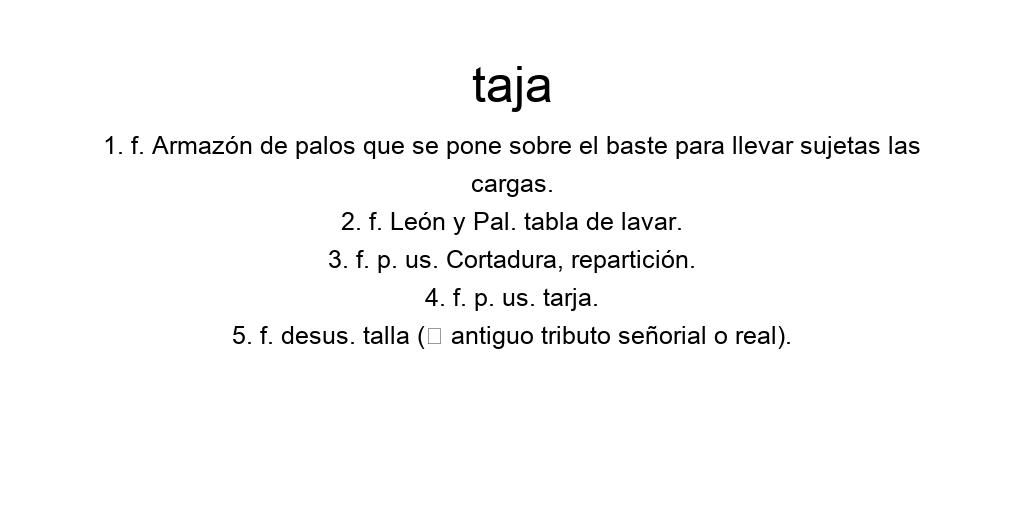 taja
1. f. Armazón de palos que se pone sobre el baste para llevar sujetas las
cargas.
2. f. León y Pal. tabla de lavar.
3. f. p. us. Cortadura, repartición.
4. f. p. us. tarja.
5. f. desus. talla (□ antiguo tributo señorial o real).